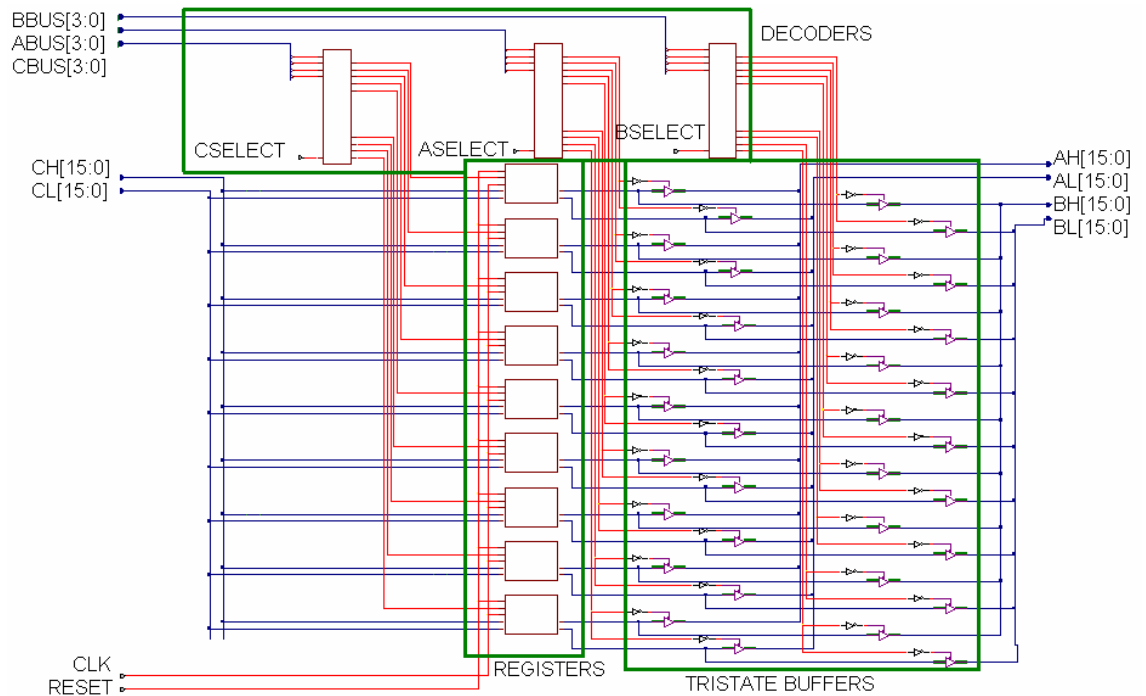 BBUS[3:0]
ABUS[3:0]
CBUS[3:0]
DECODERS
CSELECT
ASELECT
BSELECT
CH[15:0]
CL[15:0]
AH[15:0]
AL[15:0]
BH[15:0]
BL[15:0]
CLK
RESET
REGISTERS
TRISTATE BUFFERS